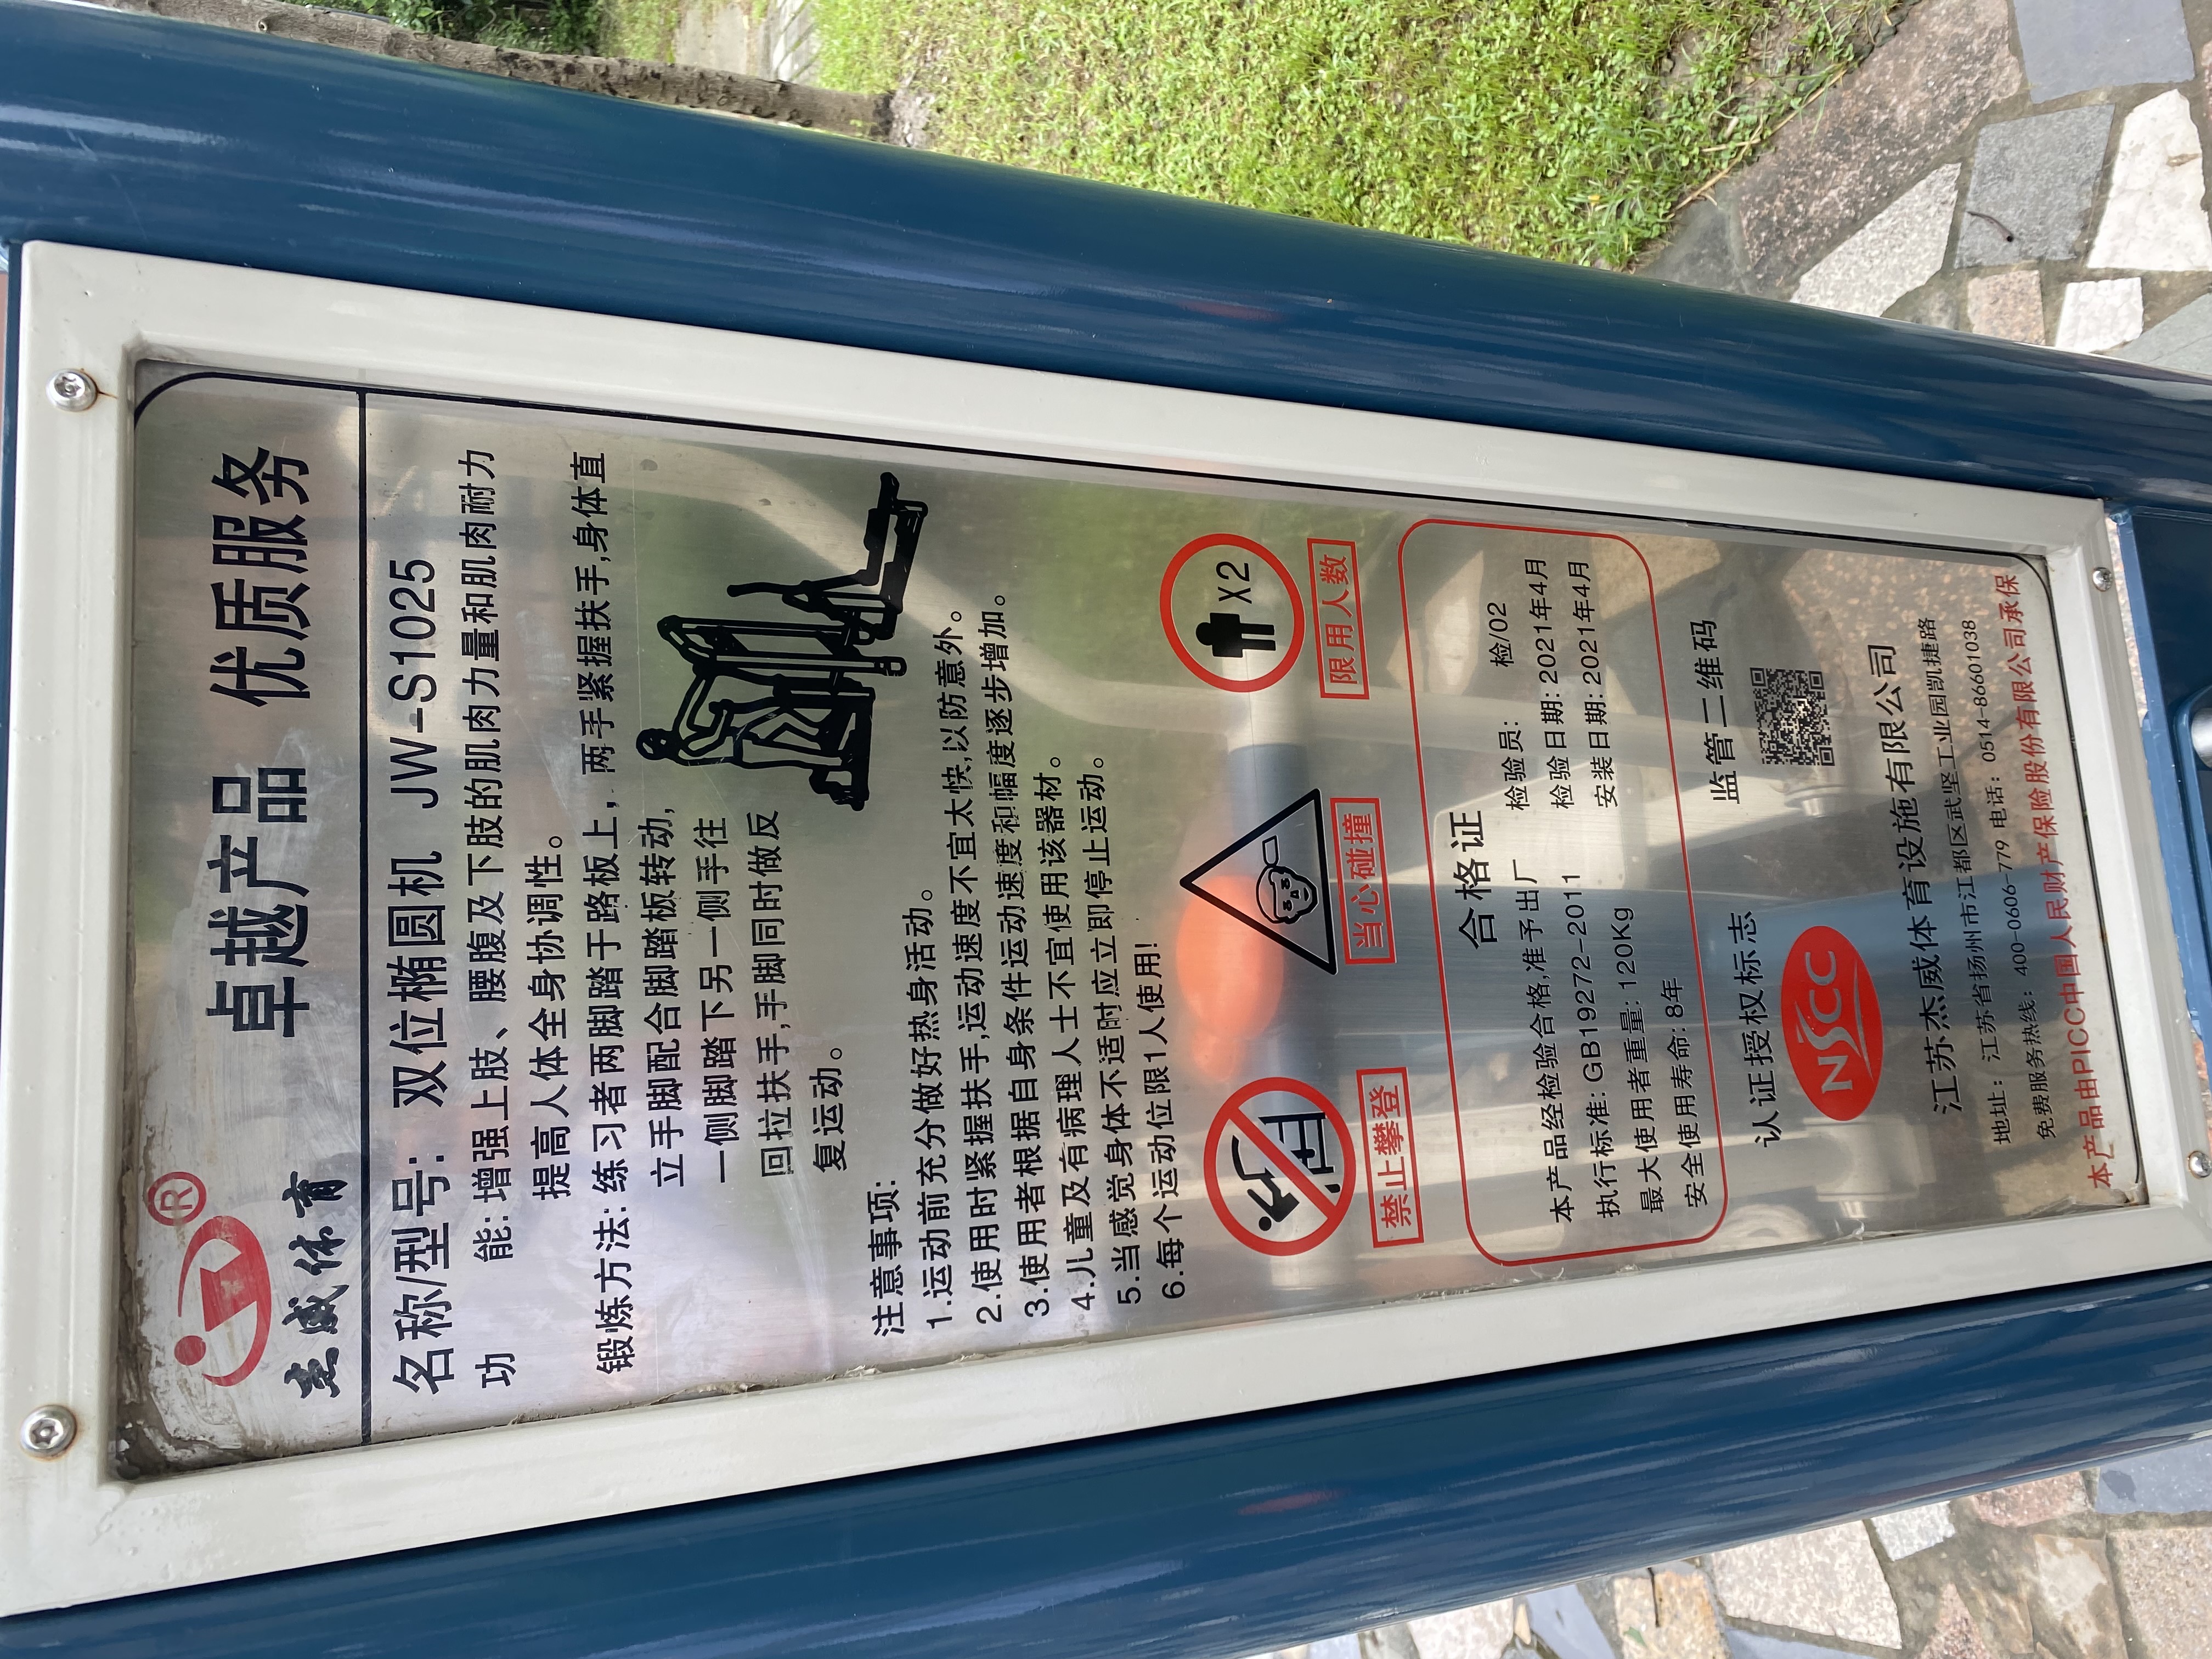 ®
杰威体育
卓越产品 优质服务
名称/型号: 双位椭圆机 JW-S1025
功 能: 增强上肢、腰腹及下肢的肌肉力量和肌肉耐力
提高人体全身协调性。
锻炼方法: 练习者两脚踏于路板上, 两手紧握扶手,身体直
立手脚配合脚踏板转动,
一侧脚踏下另一侧手往
回拉扶手,手脚同时做反
复运动。
注意事项:
1.运动前充分做好热身活动。
2.使用时紧握扶手,运动速度不宜太快,以防意外。
3.使用者根据自身条件运动速度和幅度逐步增加。
4.儿童及有病理人士不宜使用该器材。
5.当感觉身体不适时应立即停止运动。
6.每个运动位限1人使用!
X2
禁止攀登
当心碰撞
限用人数
合格证
本产品经检验合格,准予出厂 检验员: 检/02
执行标准: GB19272-2011 检验日期: 2021年4月
最大使用者重量: 120Kg 安装日期: 2021年4月
安全使用寿命: 8年
认证授权标志 监管二维码
NSCC
江苏杰威体育设施有限公司
地址: 江苏省扬州市江都区武坚工业园凯捷路
免费服务热线: 400-0606-779 电话: 0514-86601038
本产品由PICC中国人民财产保险股份有限公司承保